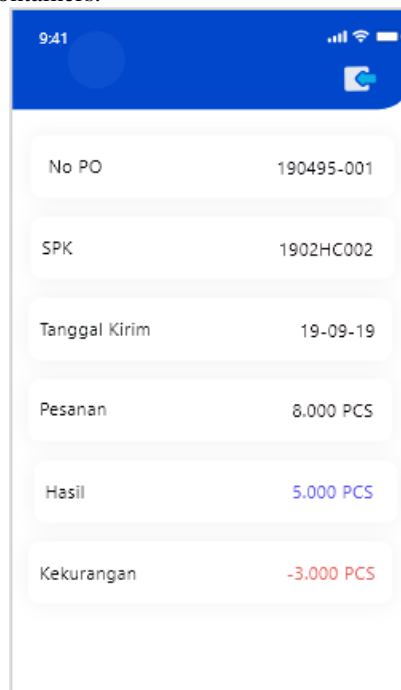 ontainers.
9:41
No PO 190495-001
SPK 1902HC002
Tanggal Kirim 19-09-19
Pesanan 8.000 PCS
Hasil 5.000 PCS
Kekurangan -3.000 PCS